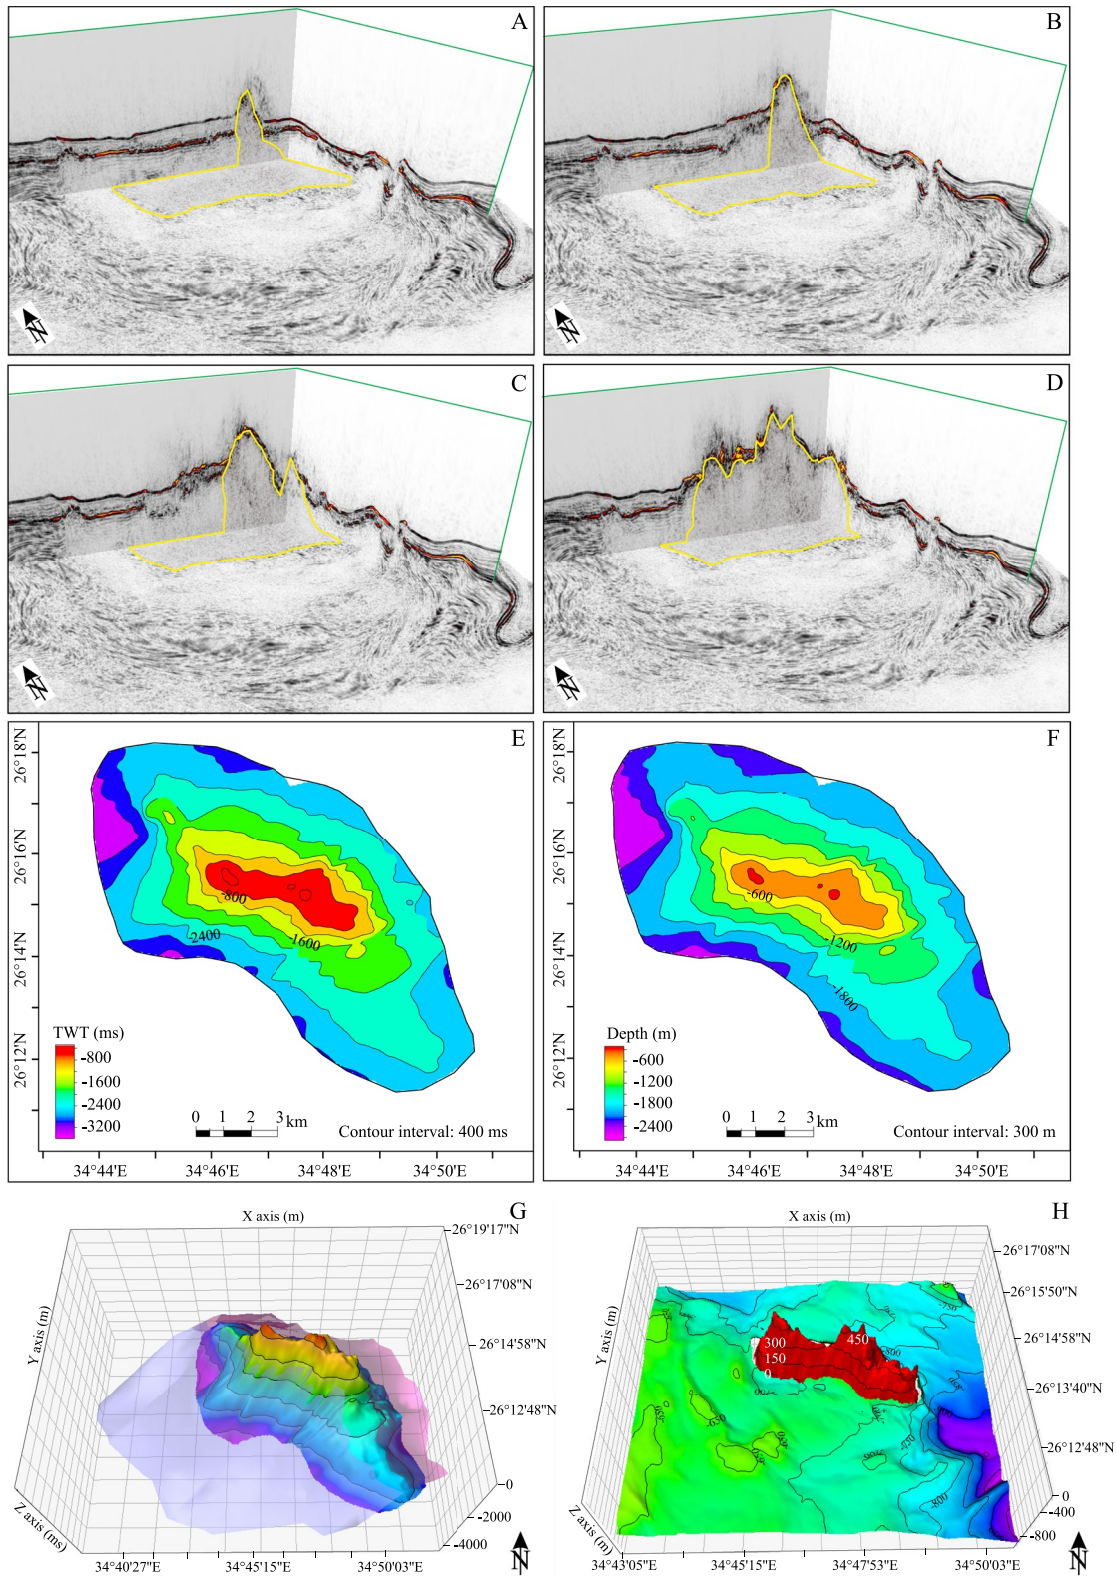 A
B
N
N
C
D
N
N
E
26°18'N
26°16'N
26°14'N
26°12'N
-800
-1600
-2400
TWT (ms)
-800
-1600
-2400
-3200
0 1 2 3 km
Contour interval: 400 ms
34°44'E 34°46'E 34°48'E 34°50'E
F
26°18'N
26°16'N
26°14'N
26°12'N
-600
-1200
-1800
Depth (m)
-600
-1200
-1800
-2400
0 1 2 3 km
Contour interval: 300 m
34°44'E 34°46'E 34°48'E 34°50'E
G
X axis (m)
Y axis (m)
Z axis (ms)
26°19'17"N
26°17'08"N
26°14'58"N
26°12'48"N
0
-2000
-4000
34°40'27"E 34°45'15"E 34°50'03"E
N
H
X axis (m)
Y axis (m)
Z axis (m)
26°17'08"N
26°15'50"N
26°14'58"N
26°13'40"N
26°12'48"N
0
-400
-800
300
150
0
450
-800
-750
-650
-800
34°43'05"E 34°45'15"E 34°47'53"E 34°50'03"E
N